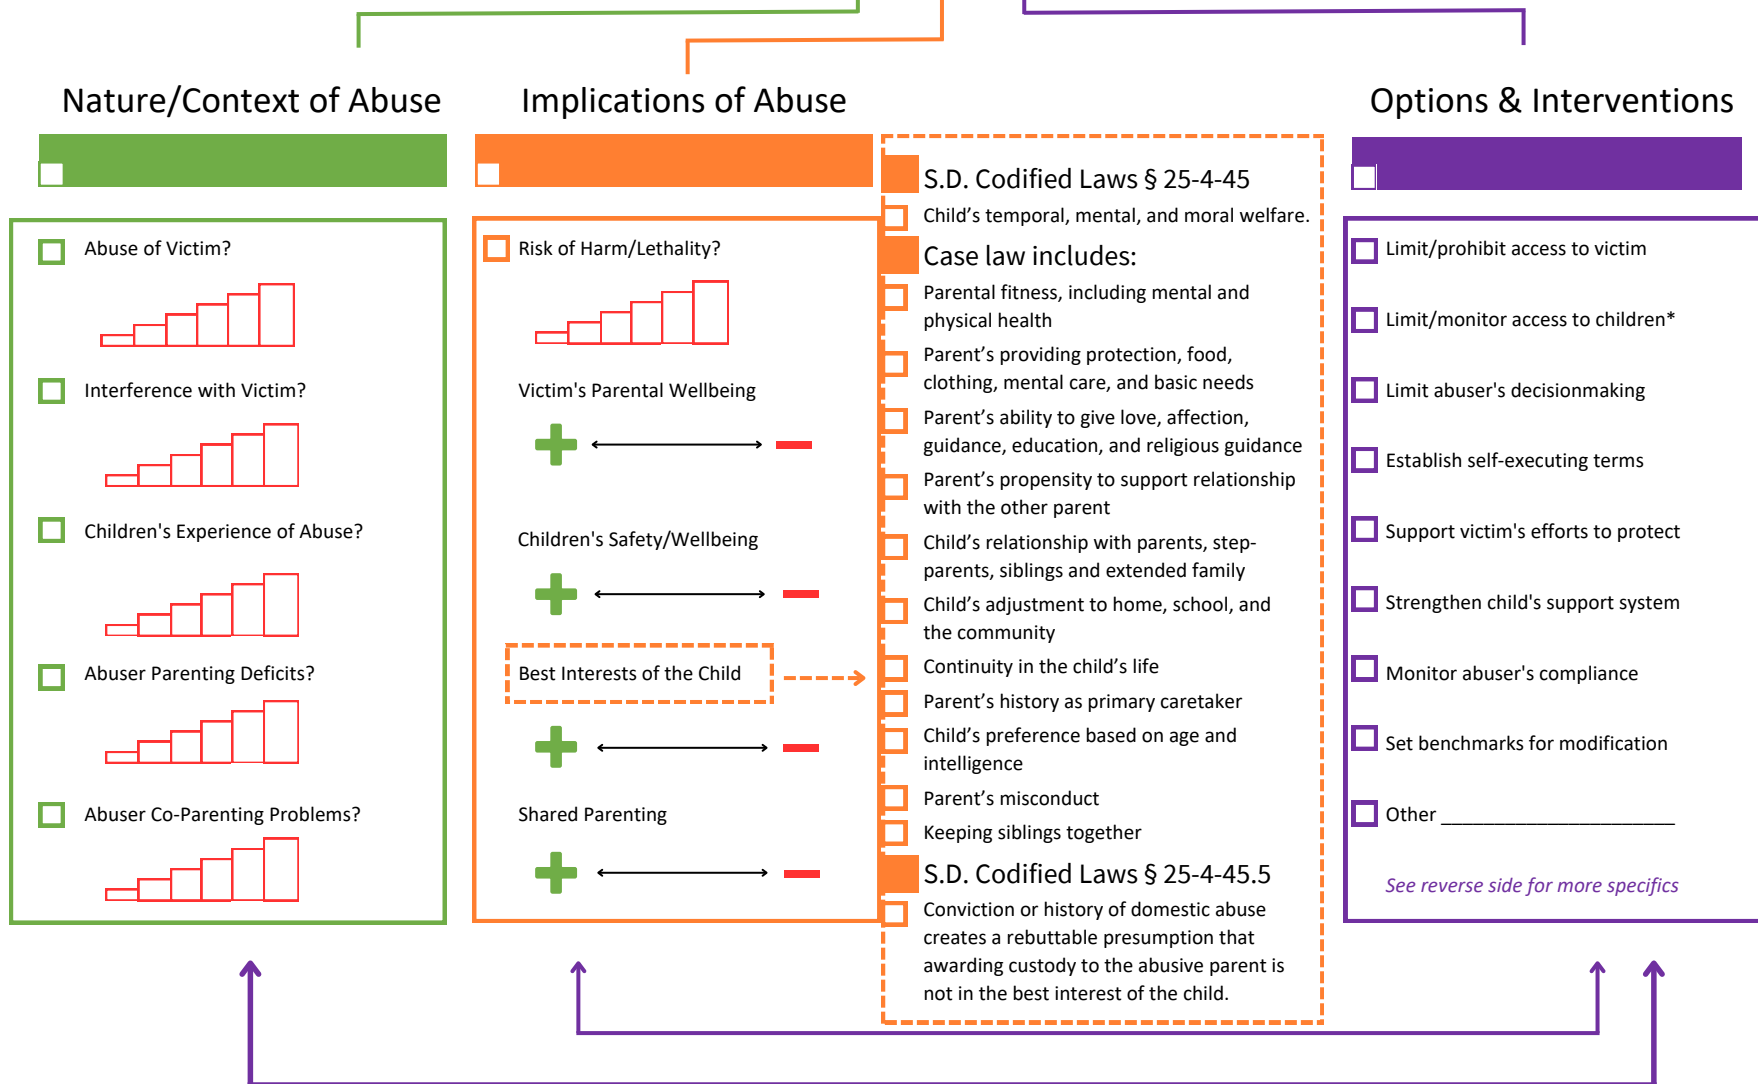 Nature/Context of Abuse
Abuse of Victim?
Interference with Victim?
Children's Experience of Abuse?
Abuser Parenting Deficits?
Abuser Co-Parenting Problems?
Implications of Abuse
Risk of Harm/Lethality?
Victim's Parental Wellbeing
Children's Safety/Wellbeing
Best Interests of the Child
Shared Parenting
S.D. Codified Laws § 25-4-45
Child’s temporal, mental, and moral welfare.
Case law includes:
Parental fitness, including mental and
physical health
Parent’s providing protection, food,
clothing, mental care, and basic needs
Parent’s ability to give love, affection,
guidance, education, and religious guidance
Parent’s propensity to support relationship
with the other parent
Child’s relationship with parents, step-
parents, siblings and extended family
Child’s adjustment to home, school, and
the community
Continuity in the child’s life
Parent’s history as primary caretaker
Child’s preference based on age and
intelligence
Parent’s misconduct
Keeping siblings together
S.D. Codified Laws § 25-4-45.5
Conviction or history of domestic abuse
creates a rebuttable presumption that
awarding custody to the abusive parent is
not in the best interest of the child.
Options & Interventions
Limit/prohibit access to victim
Limit/monitor access to children*
Limit abuser's decisionmaking
Establish self-executing terms
Support victim's efforts to protect
Strengthen child's support system
Monitor abuser's compliance
Set benchmarks for modification
Other ______________________
See reverse side for more specifics